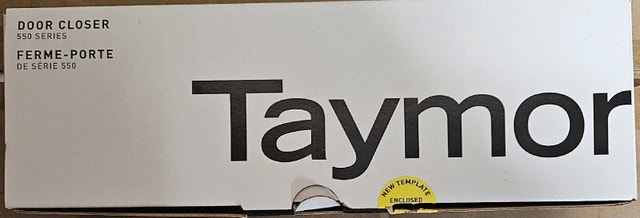 DOOR CLOSER
550 SERIES
FERME-PORTE
DE SÉRIE 550
Taymor
NEW TEMPLATE
ENCLOSED